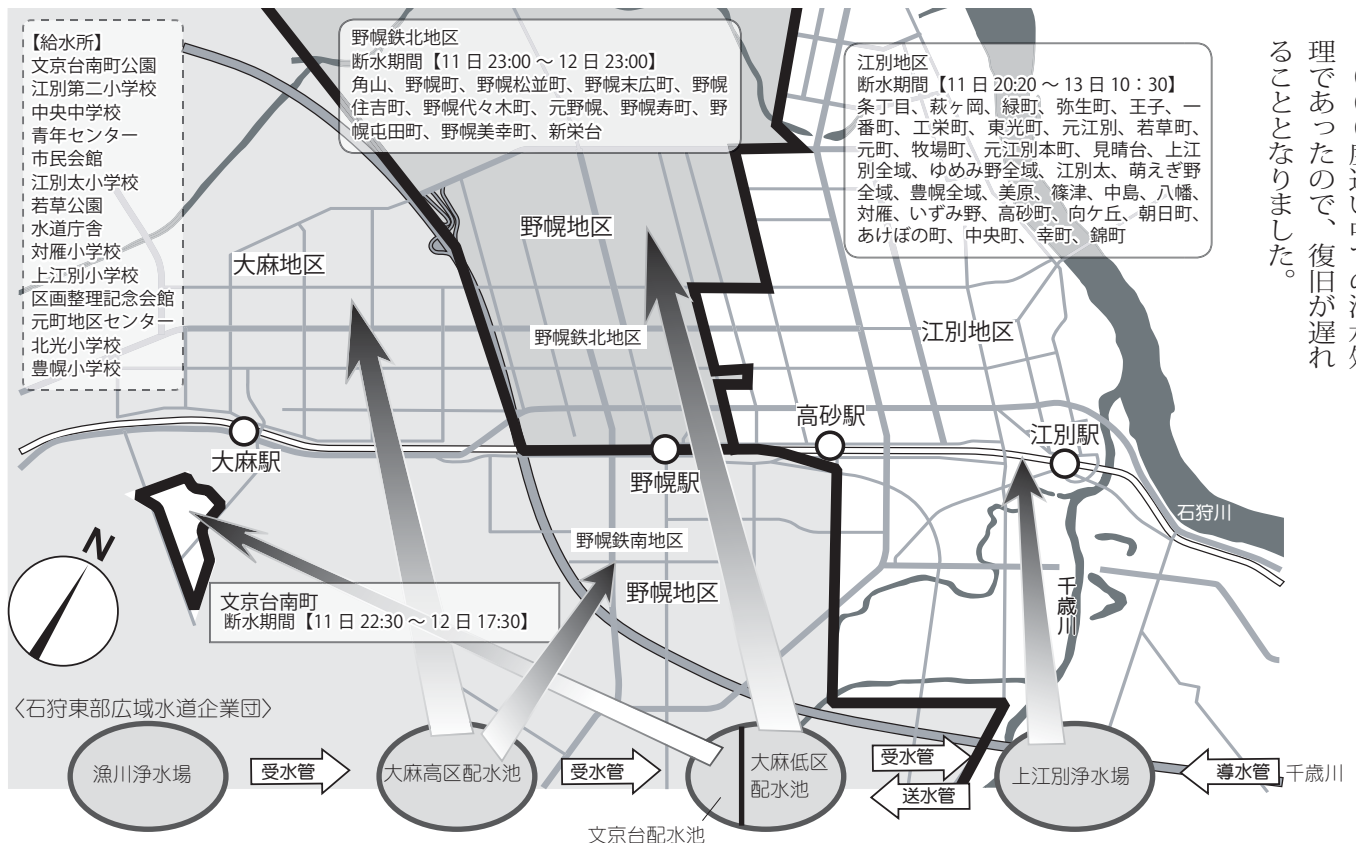 理であったので、復旧が遅れ
ることとなりました。
【給水所】
文京台南町公園
江別第二小学校
中央中学校
青年センター
市民会館
江別太小学校
若草公園
水道庁舎
対雁小学校
上江別小学校
区画整理記念会館
元町地区センター
北光小学校
豊幌小学校
野幌鉄北地区
断水期間【11 日 23:00 ～ 12 日 23:00】
角山、野幌町、野幌松並町、野幌末広町、野幌
住吉町、野幌代々木町、元野幌、野幌寿町、野
幌屯田町、野幌美幸町、新栄台
江別地区
断水期間【11 日 20:20 ～ 13 日 10：30】
条丁目、萩ヶ岡、緑町、弥生町、王子、一
番町、工栄町、東光町、元江別、若草町、
元町、牧場町、元江別本町、見晴台、上江
別全域、ゆめみ野全域、江別太、萌えぎ野
全域、豊幌全域、美原、篠津、中島、八幡、
対雁、いずみ野、高砂町、向ケ丘、朝日町、
あけぼの町、中央町、幸町、錦町
野幌地区
大麻地区
野幌鉄北地区
江別地区
高砂駅
江別駅
大麻駅
野幌駅
石狩川
野幌鉄南地区
野幌地区
千歳川
N
文京台南町
断水期間【11 日 22:30 ～ 12 日 17:30】
〈石狩東部広域水道企業団〉
漁川浄水場
受水管
大麻高区配水池
受水管
大麻低区
配水池
文京台配水池
受水管
送水管
上江別浄水場
導水管
千歳川